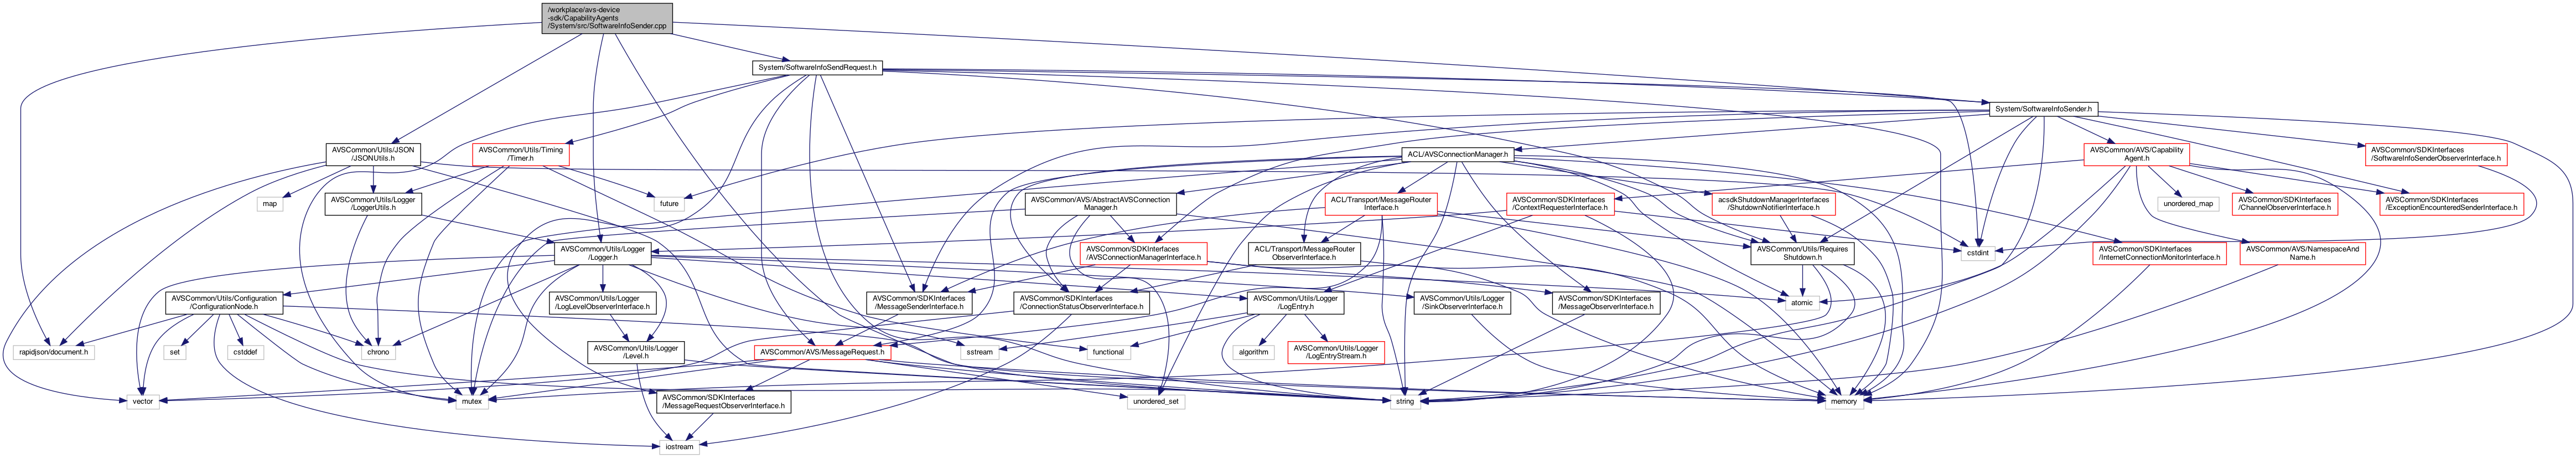 /workplace/avs-device
-sdk/CapabilityAgents
/System/src/SoftwareInfoSender.cpp
System/SoftwareInfoSendRequest.h
System/SoftwareInfoSender.h
AVSCommon/Utils/JSON
/JSONUtils.h
AVSCommon/Utils/Timing
/Timer.h
ACL/AVSConnectionManager.h
AVSCommon/AVS/Capability
Agent.h
AVSCommon/SDKInterfaces
/SoftwareInfoSenderObserverInterface.h
map
AVSCommon/Utils/Logger
/LoggerUtils.h
future
AVSCommon/AVS/AbstractAVSConnection
Manager.h
ACL/Transport/MessageRouter
Interface.h
AVSCommon/SDKInterfaces
/ContextRequesterInterface.h
acsdkShutdownManagerInterfaces
/ShutdownNotifierInterface.h
unordered_map
AVSCommon/SDKInterfaces
/ChannelObserverInterface.h
AVSCommon/SDKInterfaces
/ExceptionEncounteredSenderInterface.h
AVSCommon/Utils/Logger
/Logger.h
AVSCommon/SDKInterfaces
/AVSConnectionManagerInterface.h
ACL/Transport/MessageRouter
ObserverInterface.h
AVSCommon/Utils/Requires
Shutdown.h
cstdint
AVSCommon/SDKInterfaces
/InternetConnectionMonitorInterface.h
AVSCommon/AVS/NamespaceAnd
Name.h
AVSCommon/Utils/Configuration
/ConfigurationNode.h
AVSCommon/Utils/Logger
/LogLevelObserverInterface.h
AVSCommon/SDKInterfaces
/MessageSenderInterface.h
AVSCommon/SDKInterfaces
/ConnectionStatusObserverInterface.h
AVSCommon/Utils/Logger
/LogEntry.h
AVSCommon/Utils/Logger
/SinkObserverInterface.h
AVSCommon/SDKInterfaces
/MessageObserverInterface.h
atomic
rapidjson/document.h
set
cstddef
chrono
AVSCommon/Utils/Logger
/Level.h
AVSCommon/AVS/MessageRequest.h
sstream
functional
algorithm
AVSCommon/Utils/Logger
/LogEntryStream.h
vector
mutex
AVSCommon/SDKInterfaces
/MessageRequestObserverInterface.h
unordered_set
string
memory
iostream